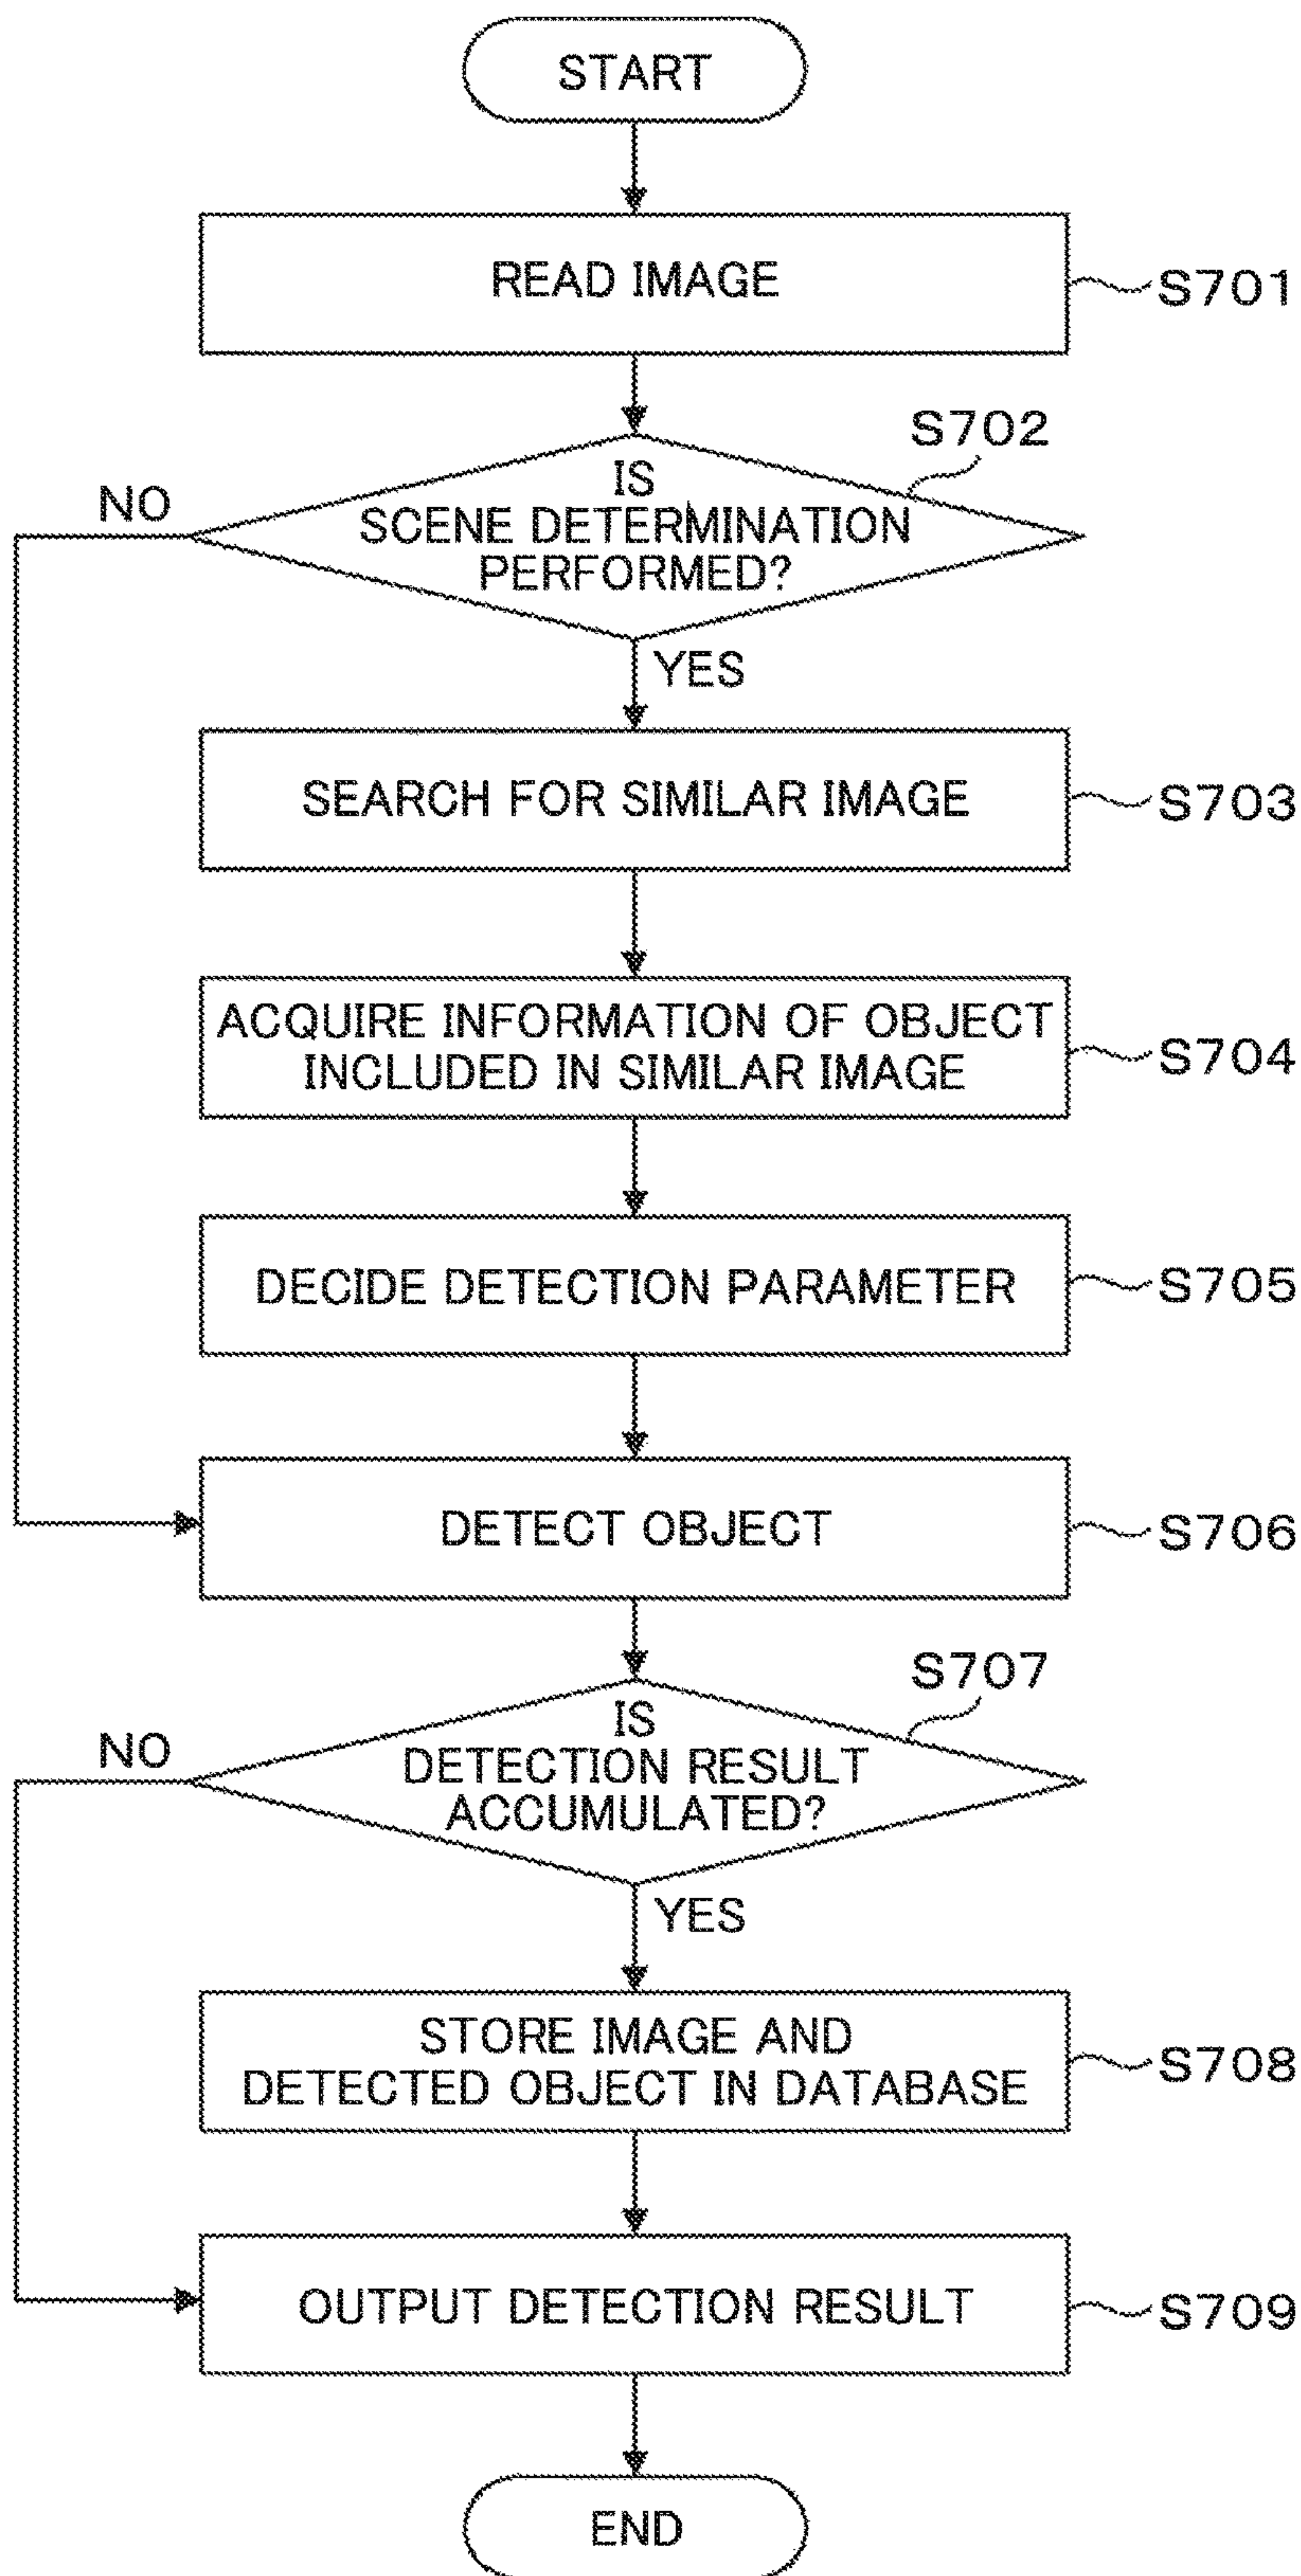 START
READ IMAGE
S701
S702
NO
IS
SCENE DETERMINATION
PERFORMED?
YES
SEARCH FOR SIMILAR IMAGE
S703
ACQUIRE INFORMATION OF OBJECT
INCLUDED IN SIMILAR IMAGE
S704
DECIDE DETECTION PARAMETER
S705
DETECT OBJECT
S706
S707
NO
IS
DETECTION RESULT
ACCUMULATED?
YES
STORE IMAGE AND
DETECTED OBJECT IN DATABASE
S708
OUTPUT DETECTION RESULT
S709
END